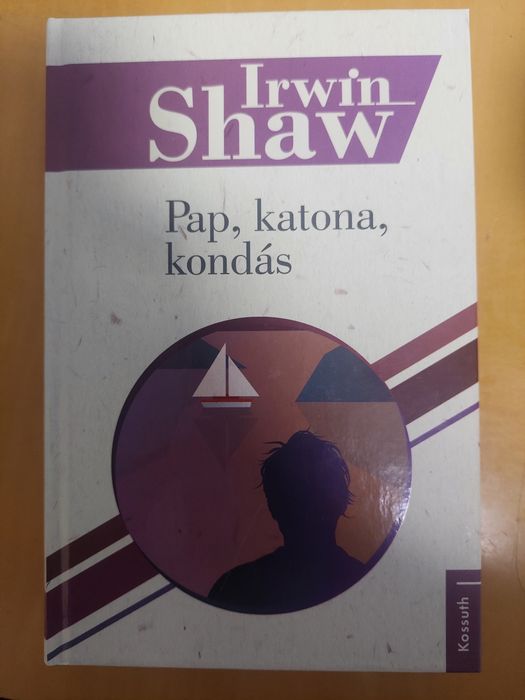 Irwin
Shaw
Pap, katona,
kondás
Kossuth